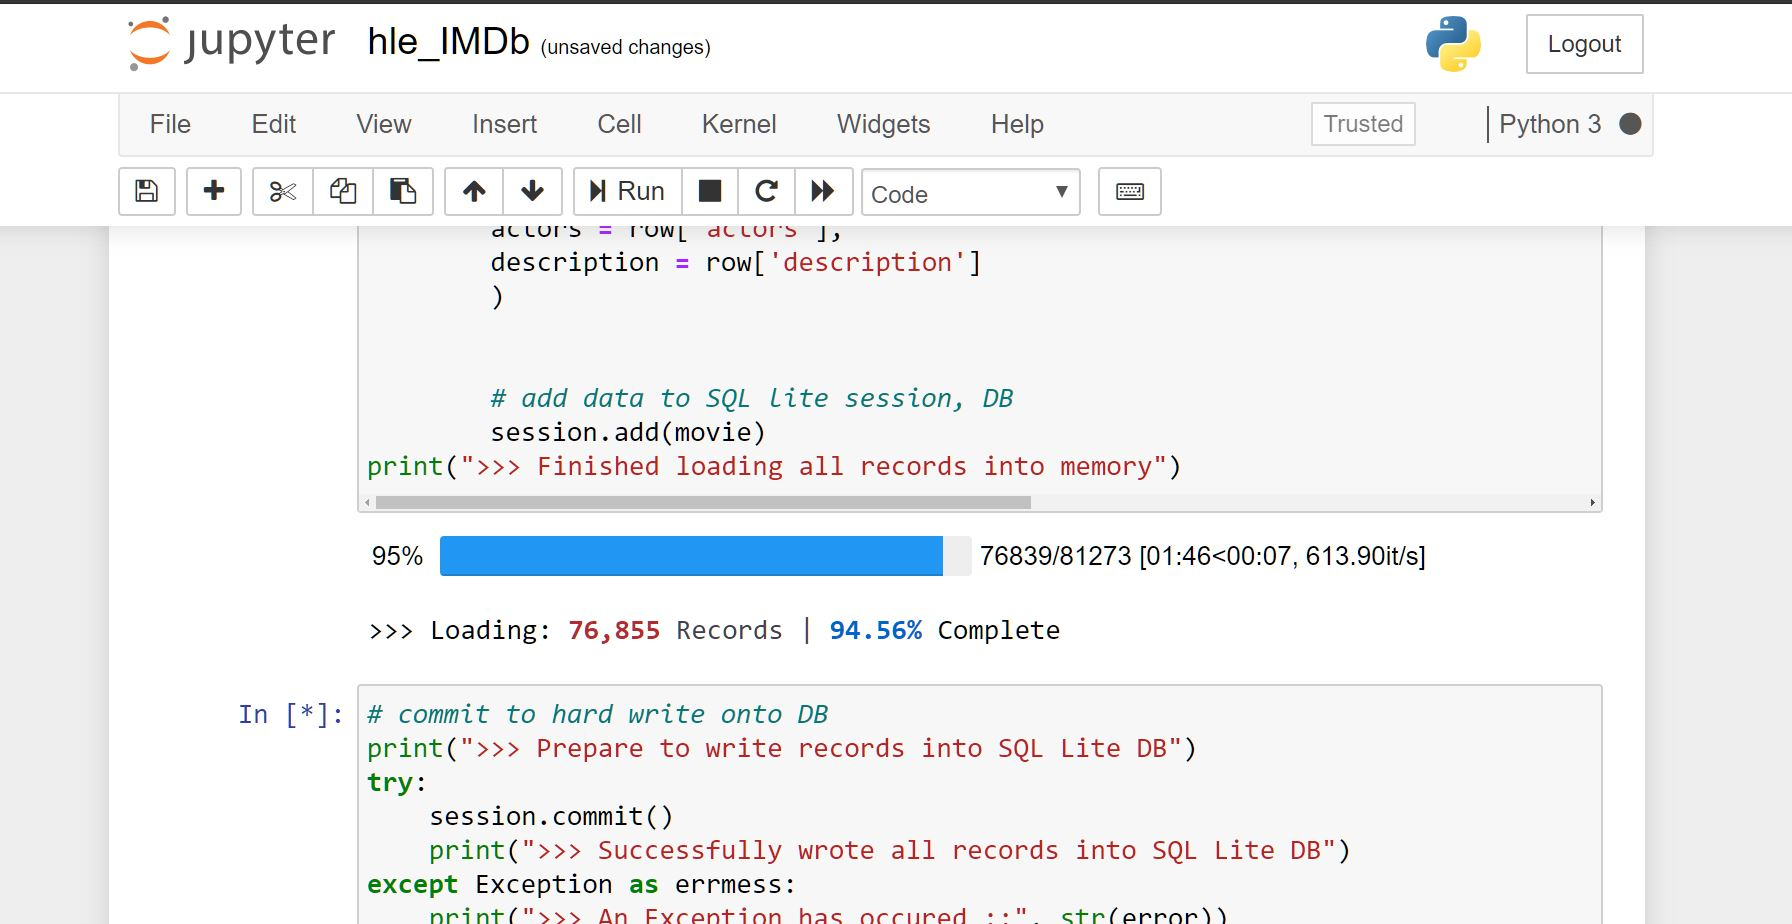 jupyter hle_IMDb (unsaved changes) Logout
File Edit View Insert Cell Kernel Widgets Help Trusted Python 3
Run Code
actors = row['actors'],
description = row['description']
)
# add data to SQL lite session, DB
session.add(movie)
print(">>> Finished loading all records into memory")
95% 76839/81273 [01:46<00:07, 613.90it/s]
>>> Loading: 76,855 Records | 94.56% Complete
In [*]: # commit to hard write onto DB
print(">>> Prepare to write records into SQL Lite DB")
try:
session.commit()
print(">>> Successfully wrote all records into SQL Lite DB")
except Exception as errmess:
print(">>> An Exception has occured ::", str(error))